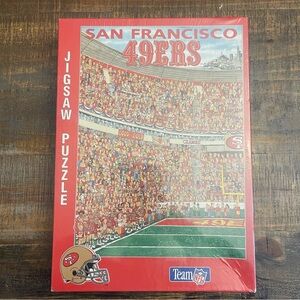 SAN FRANCISCO
49ERS
JIGSAW PUZZLE
Team NFL